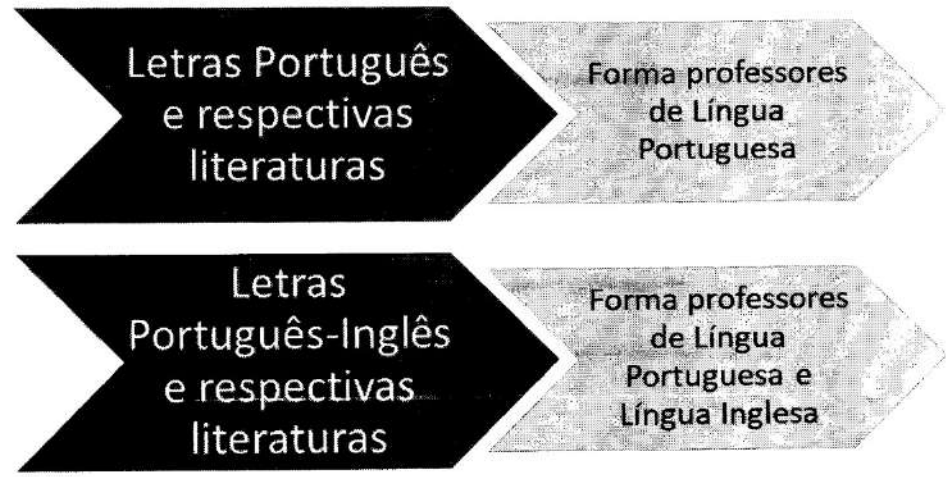 Letras Português
e respectivas
literaturas
Forma professores
de Língua
Portuguesa
Letras
Português-Inglês
e respectivas
literaturas
Forma professores
de Língua
Portuguesa e
Língua Inglesa